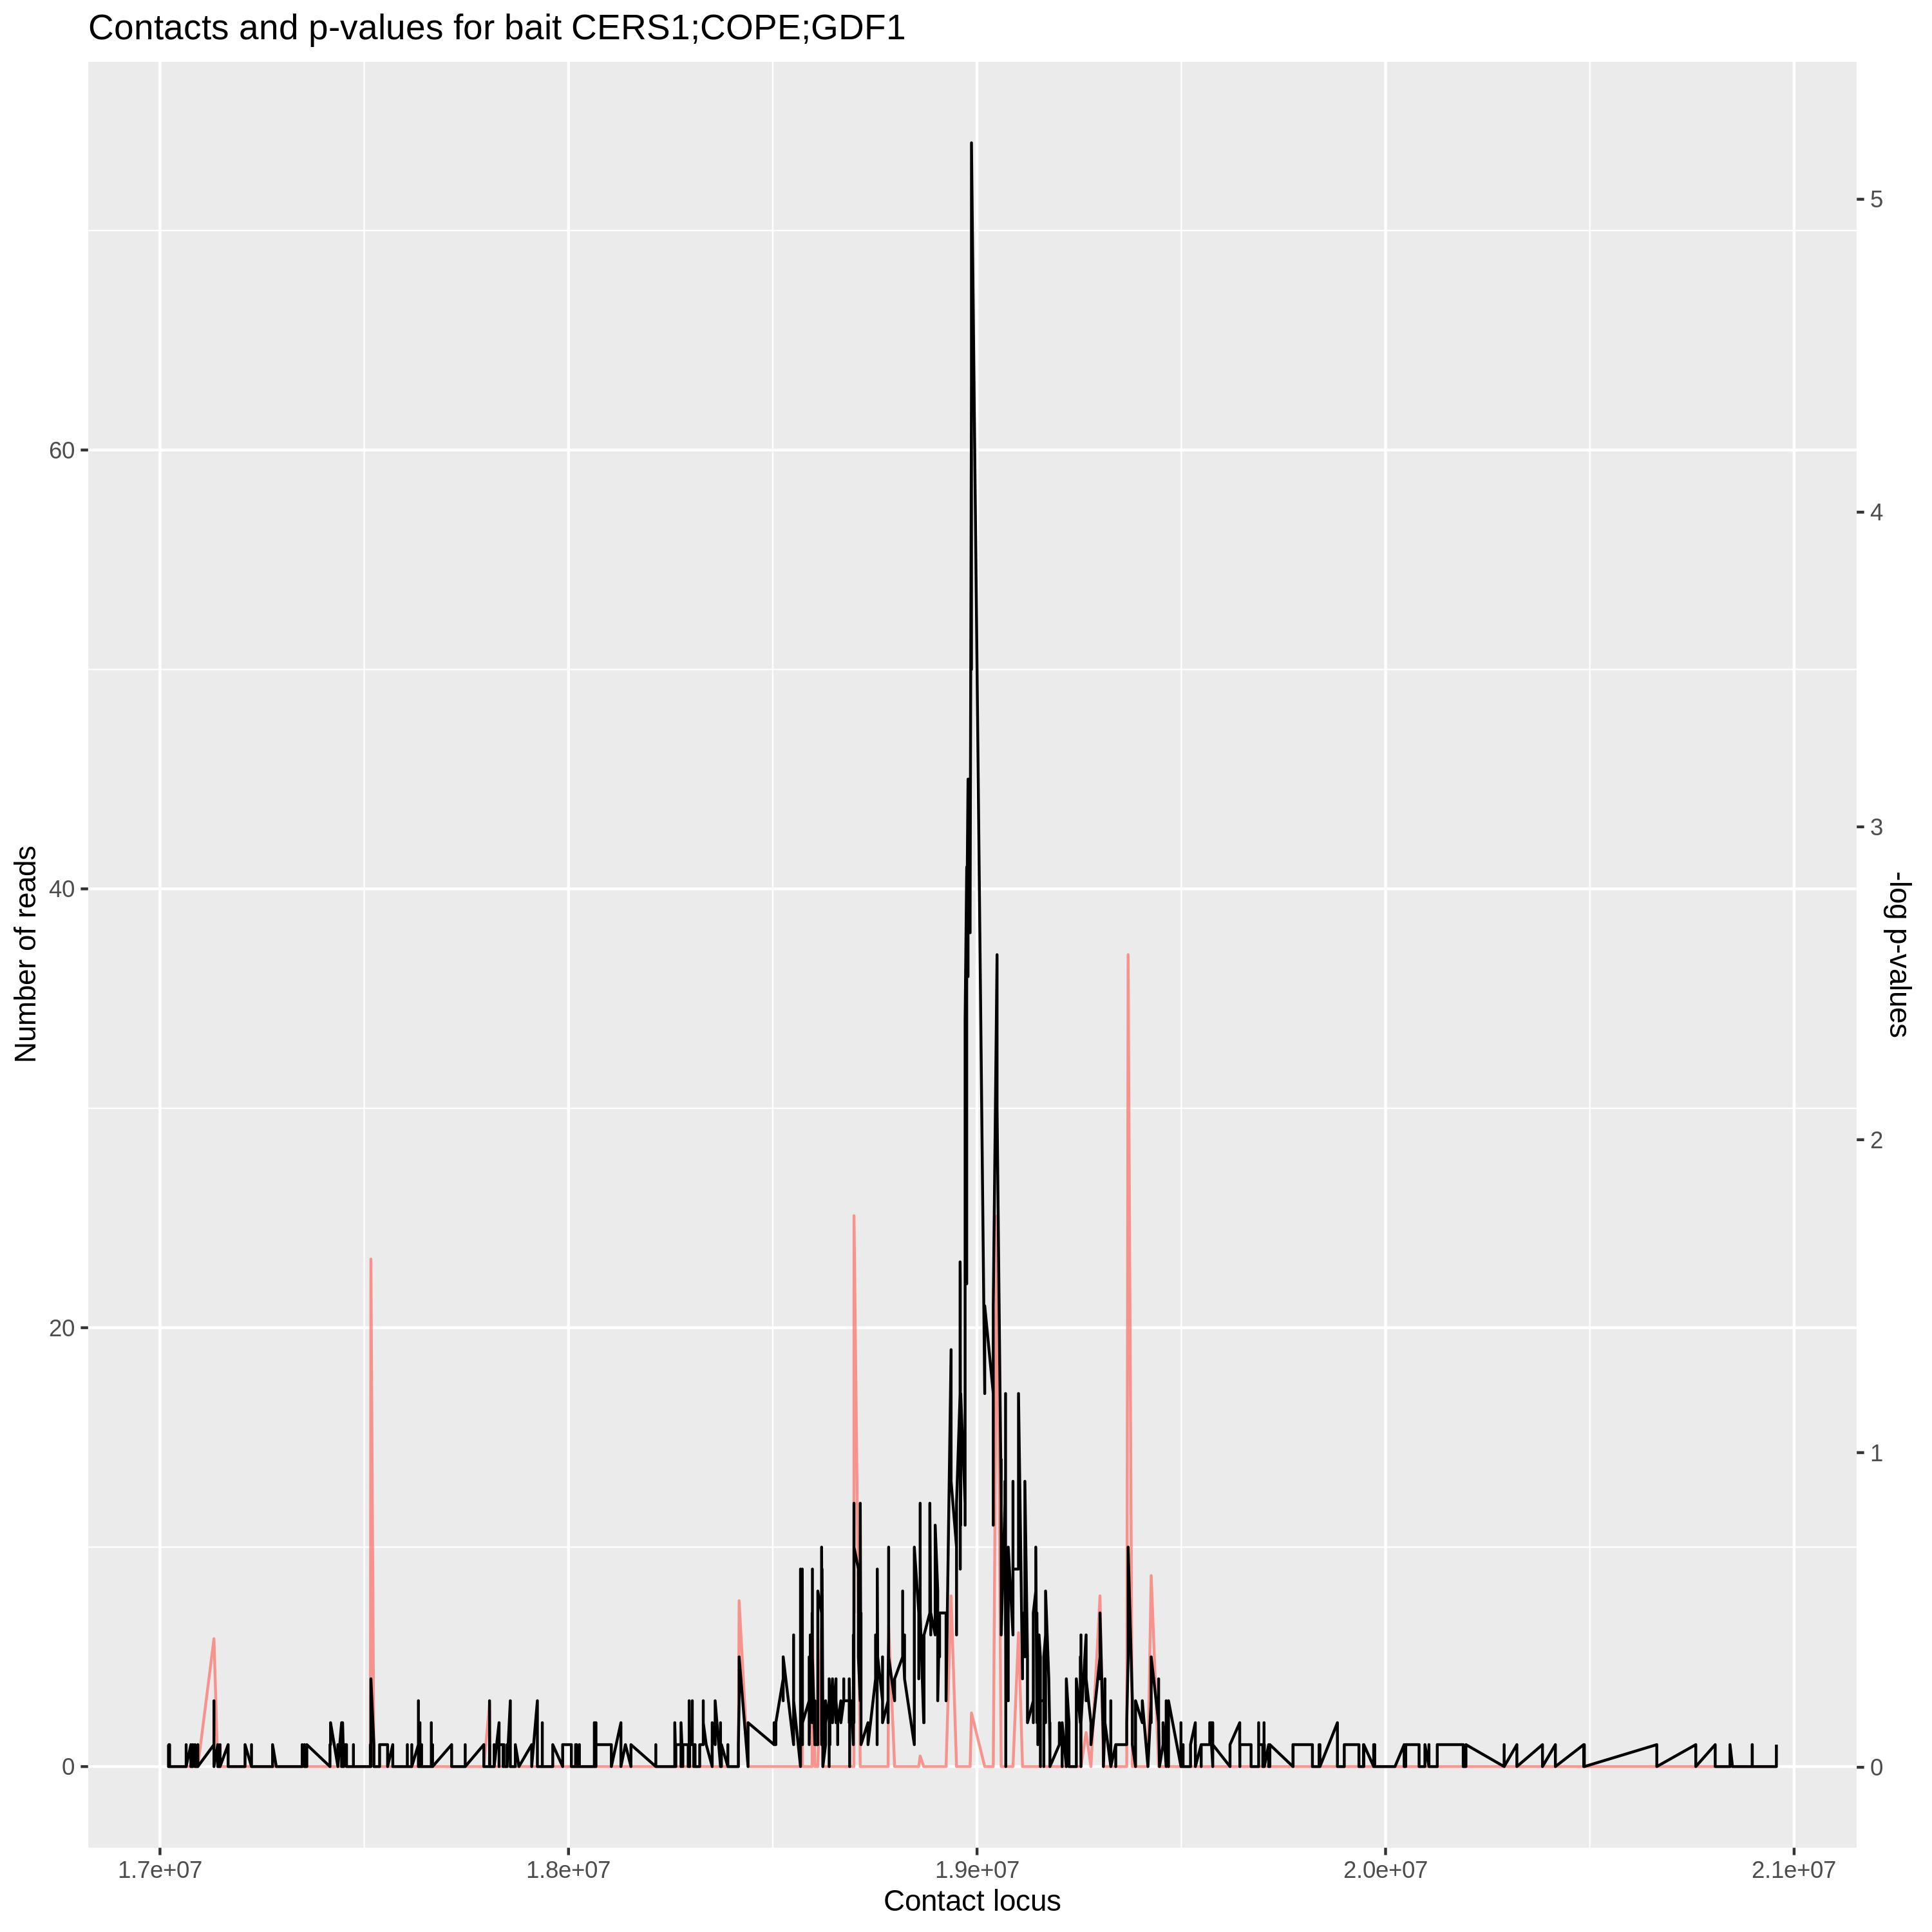 Contacts and p-values for bait CERS1;COPE;GDF1
Number of reads
60
40
20
0
5
4
3
2
1
0
-log p-values
1.7e+07
1.8e+07
1.9e+07
2.0e+07
2.1e+07
Contact locus